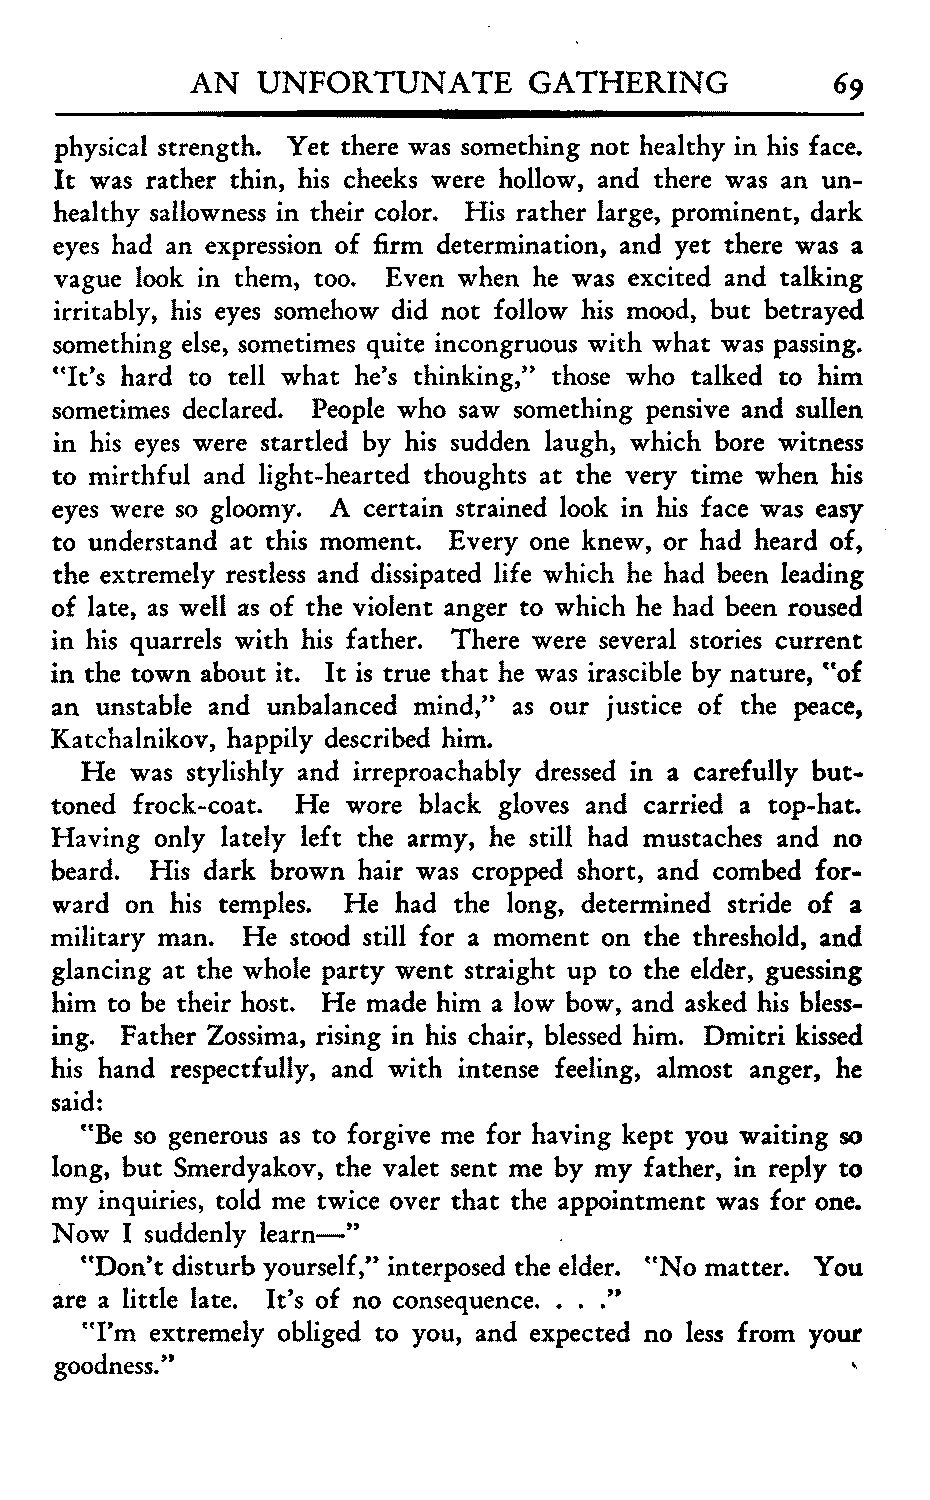 AN UNFORTUNATE GATHERING 69
physical strength. Yet there was something not healthy in his face.
It was rather thin, his cheeks were hollow, and there was an un-
healthy sallowness in their color. His rather large, prominent, dark
eyes had an expression of firm determination, and yet there was a
vague look in them, too. Even when he was excited and talking
irritably, his eyes somehow did not follow his mood, but betrayed
something else, sometimes quite incongruous with what was passing.
"It's hard to tell what he's thinking," those who talked to him
sometimes declared. People who saw something pensive and sullen
in his eyes were startled by his sudden laugh, which bore witness
to mirthful and light-hearted thoughts at the very time when his
eyes were so gloomy. A certain strained look in his face was easy
to understand at this moment. Every one knew, or had heard of,
the extremely restless and dissipated life which he had been leading
of late, as well as of the violent anger to which he had been roused
in his quarrels with his father. There were several stories current
in the town about it. It is true that he was irascible by nature, "of
an unstable and unbalanced mind," as our justice of the peace,
Katchalnikov, happily described him.
He was stylishly and irreproachably dressed in a carefully but-
toned frock-coat. He wore black gloves and carried a top-hat.
Having only lately left the army, he still had mustaches and no
beard. His dark brown hair was cropped short, and combed for-
ward on his temples. He had the long, determined stride of a
military man. He stood still for a moment on the threshold, and
glancing at the whole party went straight up to the elder, guessing
him to be their host. He made him a low bow, and asked his bless-
ing. Father Zossima, rising in his chair, blessed him. Dmitri kissed
his hand respectfully, and with intense feeling, almost anger, he
said:
"Be so generous as to forgive me for having kept you waiting so
long, but Smerdyakov, the valet sent me by my father, in reply to
my inquiries, told me twice over that the appointment was for one.
Now I suddenly learn—"
"Don't disturb yourself," interposed the elder. "No matter. You
are a little late. It's of no consequence. . . ."
"I'm extremely obliged to you, and expected no less from your
goodness."